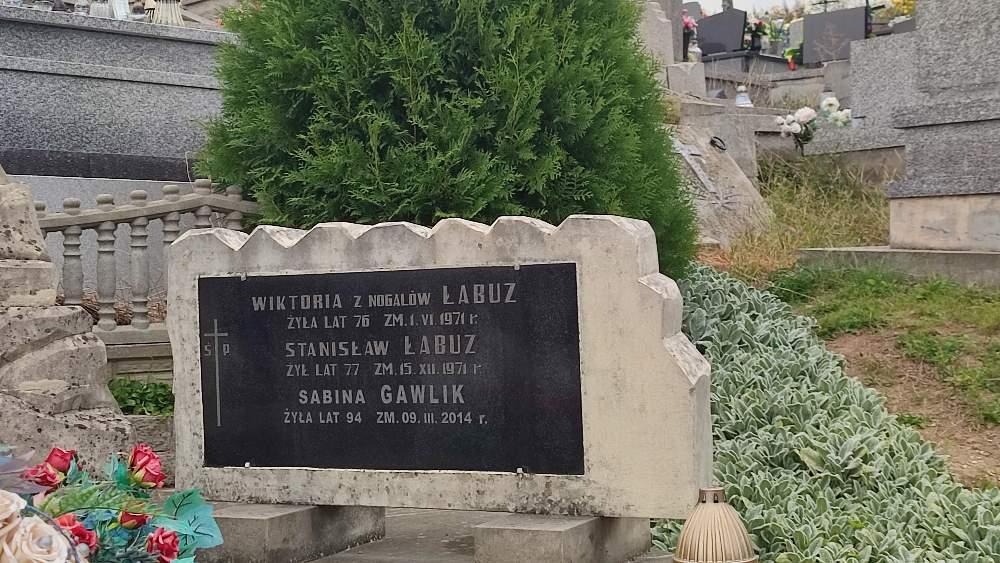 WIKTORIA Z NOGALÓW ŁABUZ
ŻYŁA LAT 76 ZM. 1. VI. 1971 r.
Ś P
STANISŁAW ŁABUZ
ŻYŁ LAT 77 ZM. 15. XII. 1971 r.
SABINA GAWLIK
ŻYŁA LAT 94 ZM. 09. III. 2014 r.